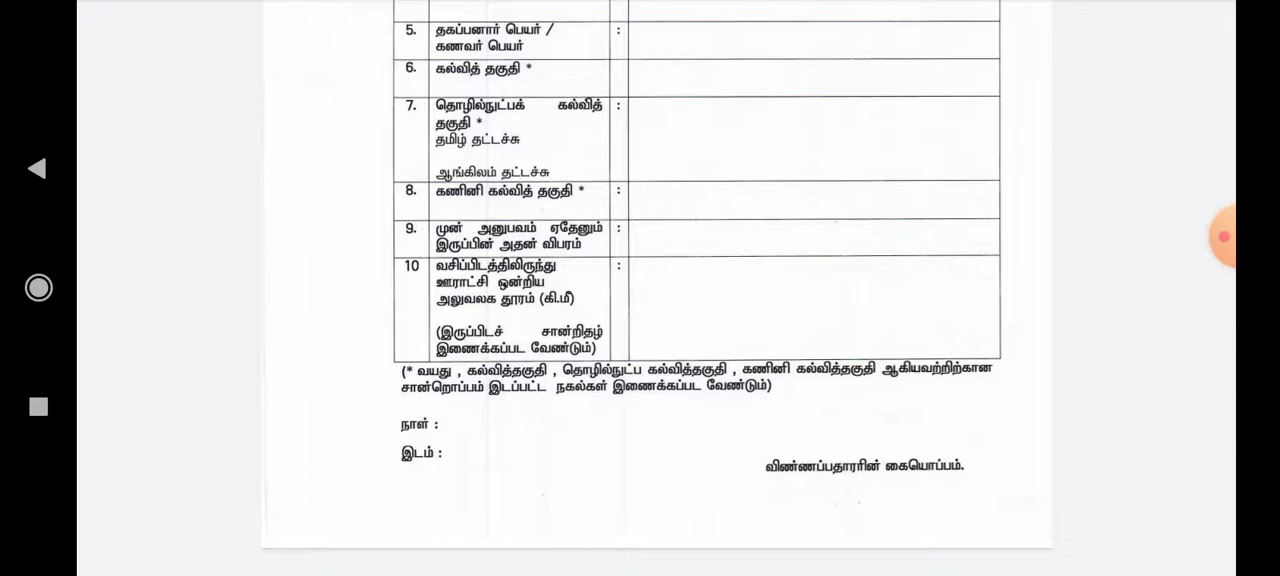 5. தகப்பனார் பெயர் / :
கணவர் பெயர்
6. கல்வித் தகுதி * :
7. தொழில்நுட்பக் கல்வித் :
தகுதி *
தமிழ் தட்டச்சு
ஆங்கிலம் தட்டச்சு
8. கணினி கல்வித் தகுதி * :
9. முன் அனுபவம் ஏதேனும் :
இருப்பின் அதன் விபரம்
10 வசிப்பிடத்திலிருந்து :
ஊராட்சி ஒன்றிய
அலுவலக தூரம் (கி.மீ)
(இருப்பிடச் சான்றிதழ்
இணைக்கப்பட வேண்டும்)
(* வயது , கல்வித்தகுதி , தொழில்நுட்ப கல்வித்தகுதி , கணினி கல்வித்தகுதி ஆகியவற்றிற்கான
சான்றொப்பம் இடப்பட்ட நகல்கள் இணைக்கப்பட வேண்டும்)
நாள் :
இடம் :
விண்ணப்பதாரரின் கையொப்பம்.